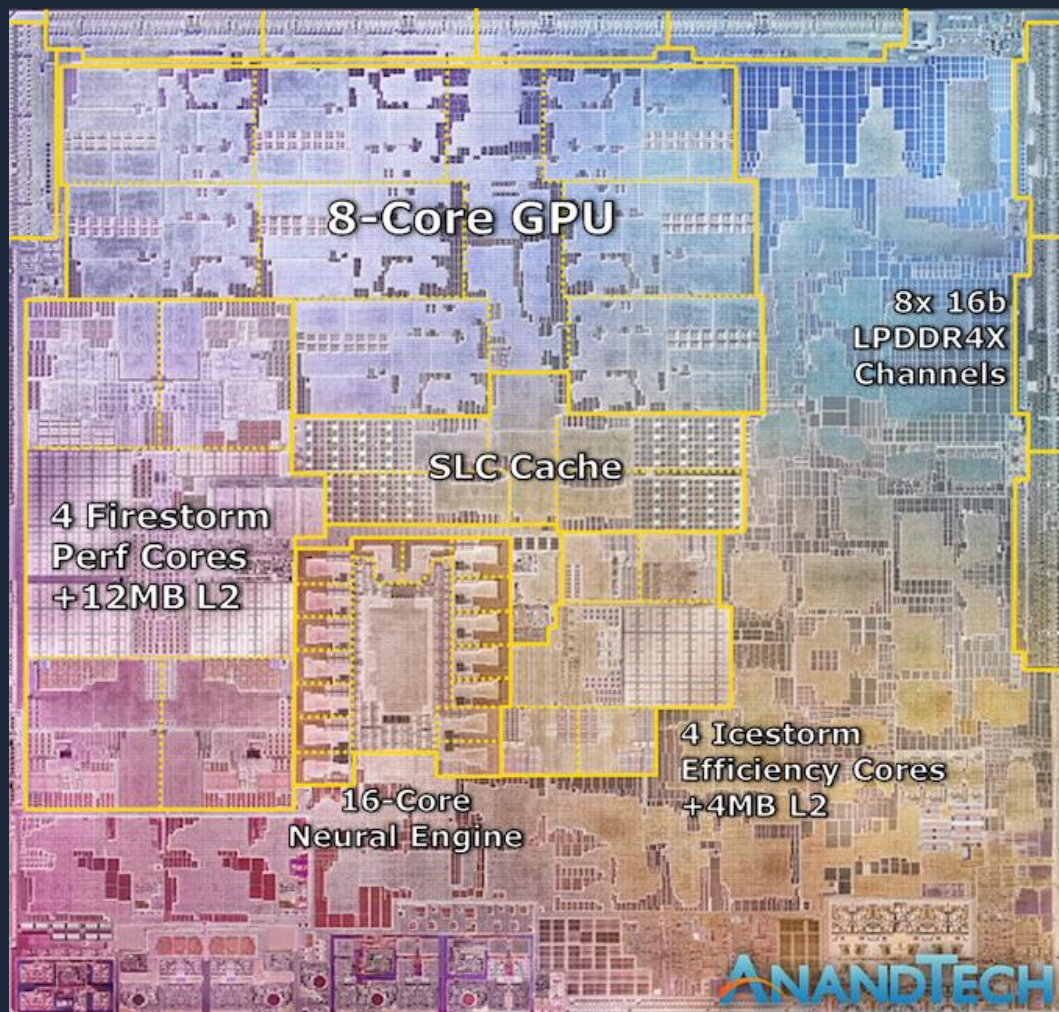 8-Core GPU
8x 16b
LPDDR4X
Channels
SLC Cache
4 Firestorm
Perf Cores
+12MB L2
4 Icestorm
Efficiency Cores
+4MB L2
16-Core
Neural Engine
ANANDTECH